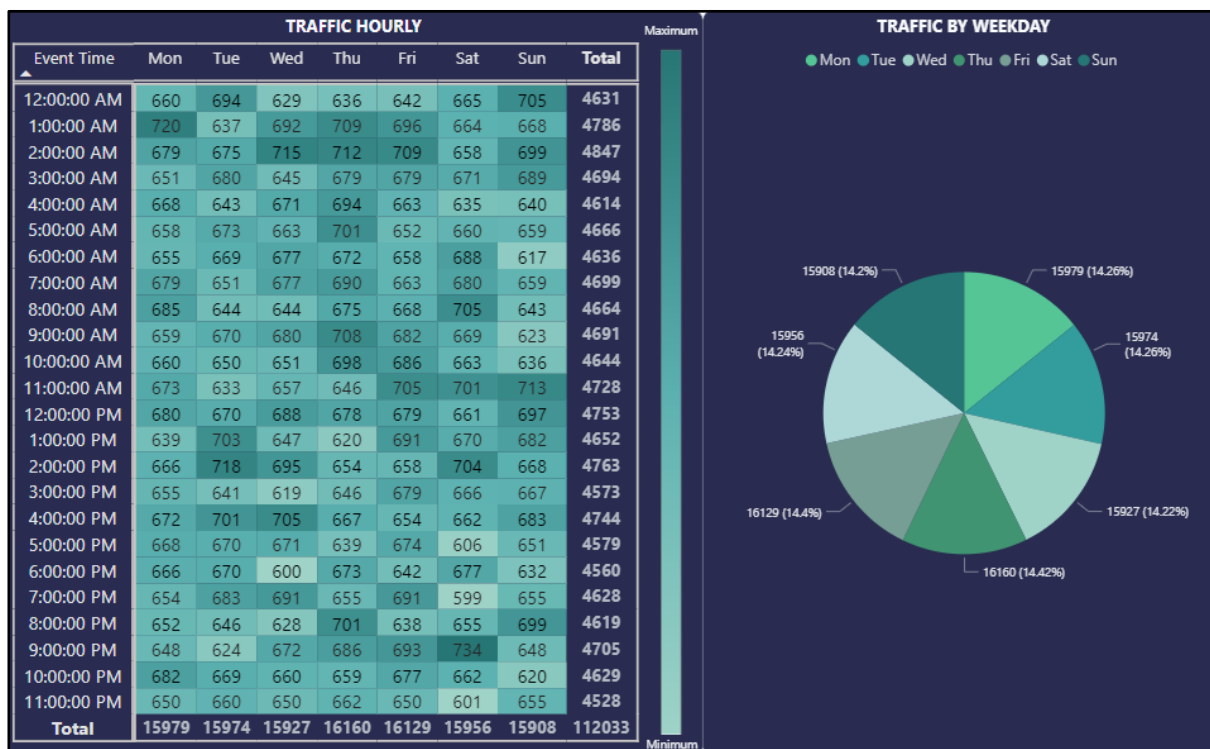 TRAFFIC HOURLY
Event Time Mon Tue Wed Thu Fri Sat Sun Total
12:00:00 AM 660 694 629 636 642 665 705 4631
1:00:00 AM 720 637 692 709 696 664 668 4786
2:00:00 AM 679 675 715 712 709 658 699 4847
3:00:00 AM 651 680 645 679 679 671 689 4694
4:00:00 AM 668 643 671 694 663 635 640 4614
5:00:00 AM 658 673 663 701 652 660 659 4666
6:00:00 AM 655 669 677 672 658 688 617 4636
7:00:00 AM 679 651 677 690 663 680 659 4699
8:00:00 AM 685 644 644 675 668 705 643 4664
9:00:00 AM 659 670 680 708 682 669 623 4691
10:00:00 AM 660 650 651 698 686 663 636 4644
11:00:00 AM 673 633 657 646 705 701 713 4728
12:00:00 PM 680 670 688 678 679 661 697 4753
1:00:00 PM 639 703 647 620 691 670 682 4652
2:00:00 PM 666 718 695 654 658 704 668 4763
3:00:00 PM 655 641 619 646 679 666 667 4573
4:00:00 PM 672 701 705 667 654 662 683 4744
5:00:00 PM 668 670 671 639 674 606 651 4579
6:00:00 PM 666 670 600 673 642 677 632 4560
7:00:00 PM 654 683 691 655 691 599 655 4628
8:00:00 PM 652 646 628 701 638 655 699 4619
9:00:00 PM 648 624 672 686 693 734 648 4705
10:00:00 PM 682 669 660 659 677 662 620 4629
11:00:00 PM 650 660 650 662 650 601 655 4528
Total 15979 15974 15927 16160 16129 15956 15908 112033
Maximum
Minimum
TRAFFIC BY WEEKDAY
Mon Tue Wed Thu Fri Sat Sun
15908 (14.2%)
15979 (14.26%)
15956
(14.24%)
15974
(14.26%)
16129 (14.4%)
15927 (14.22%)
16160 (14.42%)